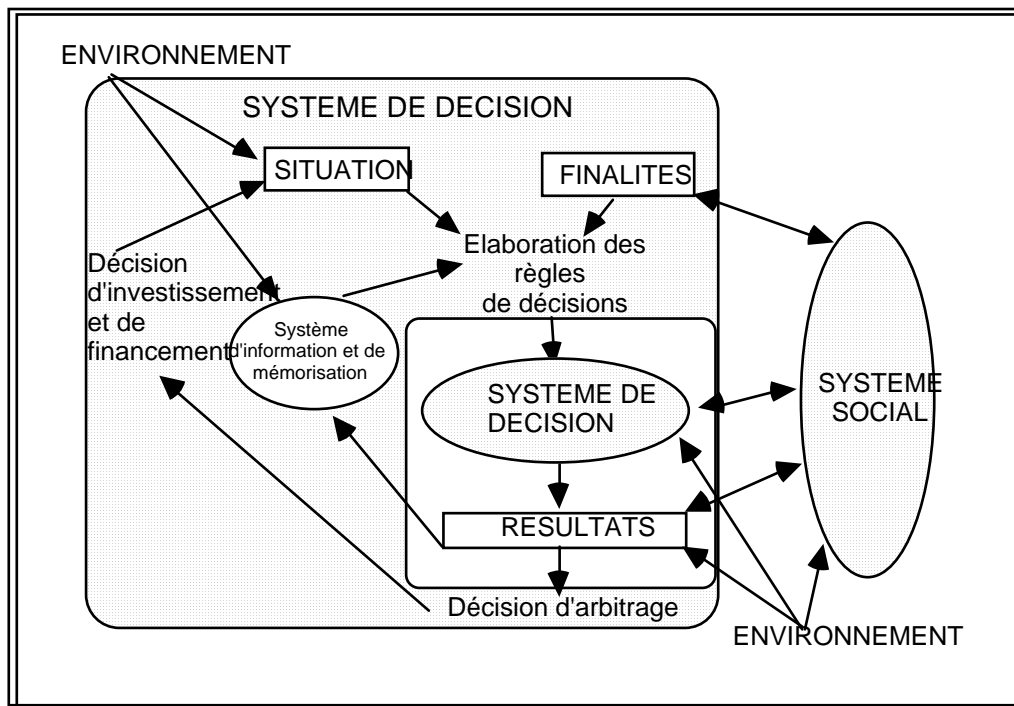 ENVIRONNEMENT
SYSTEME DE DECISION
SITUATION
FINALITES
Elaboration des
règles
de décisions
Décision
d'investissement
et de
financement
Système
d'information et de
mémorisation
SYSTEME DE
DECISION
SYSTEME
SOCIAL
RESULTATS
Décision d'arbitrage
ENVIRONNEMENT